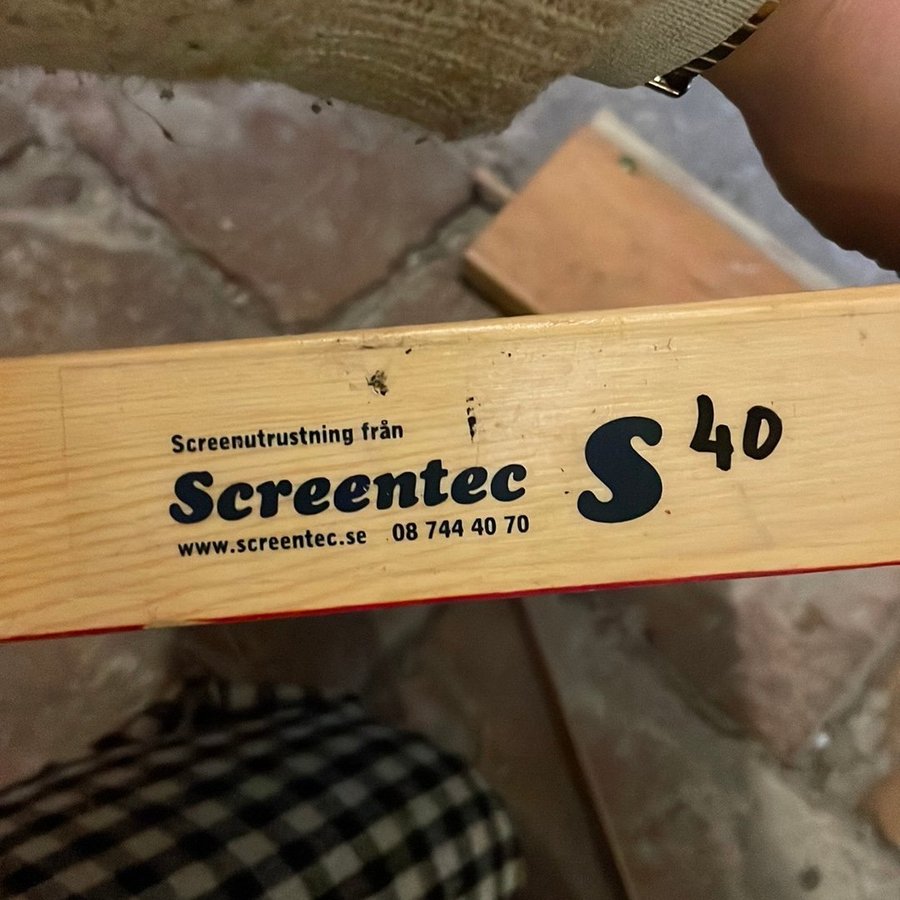 Screenutrustning från
Screentec
www.screentec.se 08 744 40 70
S 40